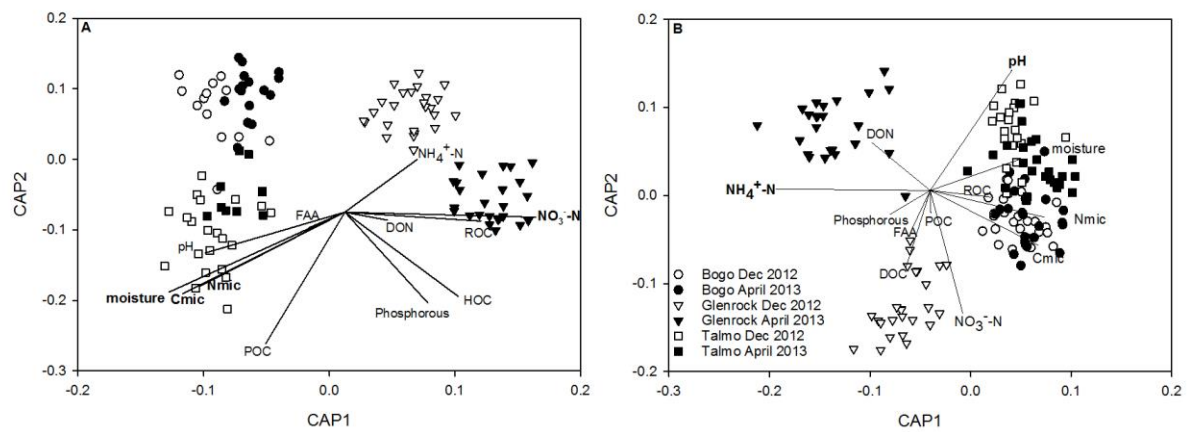 A
0.2
0.1
0.0
-0.1
-0.2
-0.3
CAP2
NH4+-N
FAA
DON
NO3--N
ROC
pH
moisture
Cmic
Nmic
HOC
Phosphorous
POC
-0.2
-0.1
0.0
0.1
0.2
CAP1
B
0.2
0.1
0.0
-0.1
-0.2
CAP2
pH
DON
moisture
NH4+-N
ROC
Phosphorous
POC
Nmic
FAA
Cmic
DOC
NO3--N
Bogo Dec 2012
Bogo April 2013
Glenrock Dec 2012
Glenrock April 2013
Talmo Dec 2012
Talmo April 2013
-0.3
-0.2
-0.1
0.0
0.1
0.2
CAP1